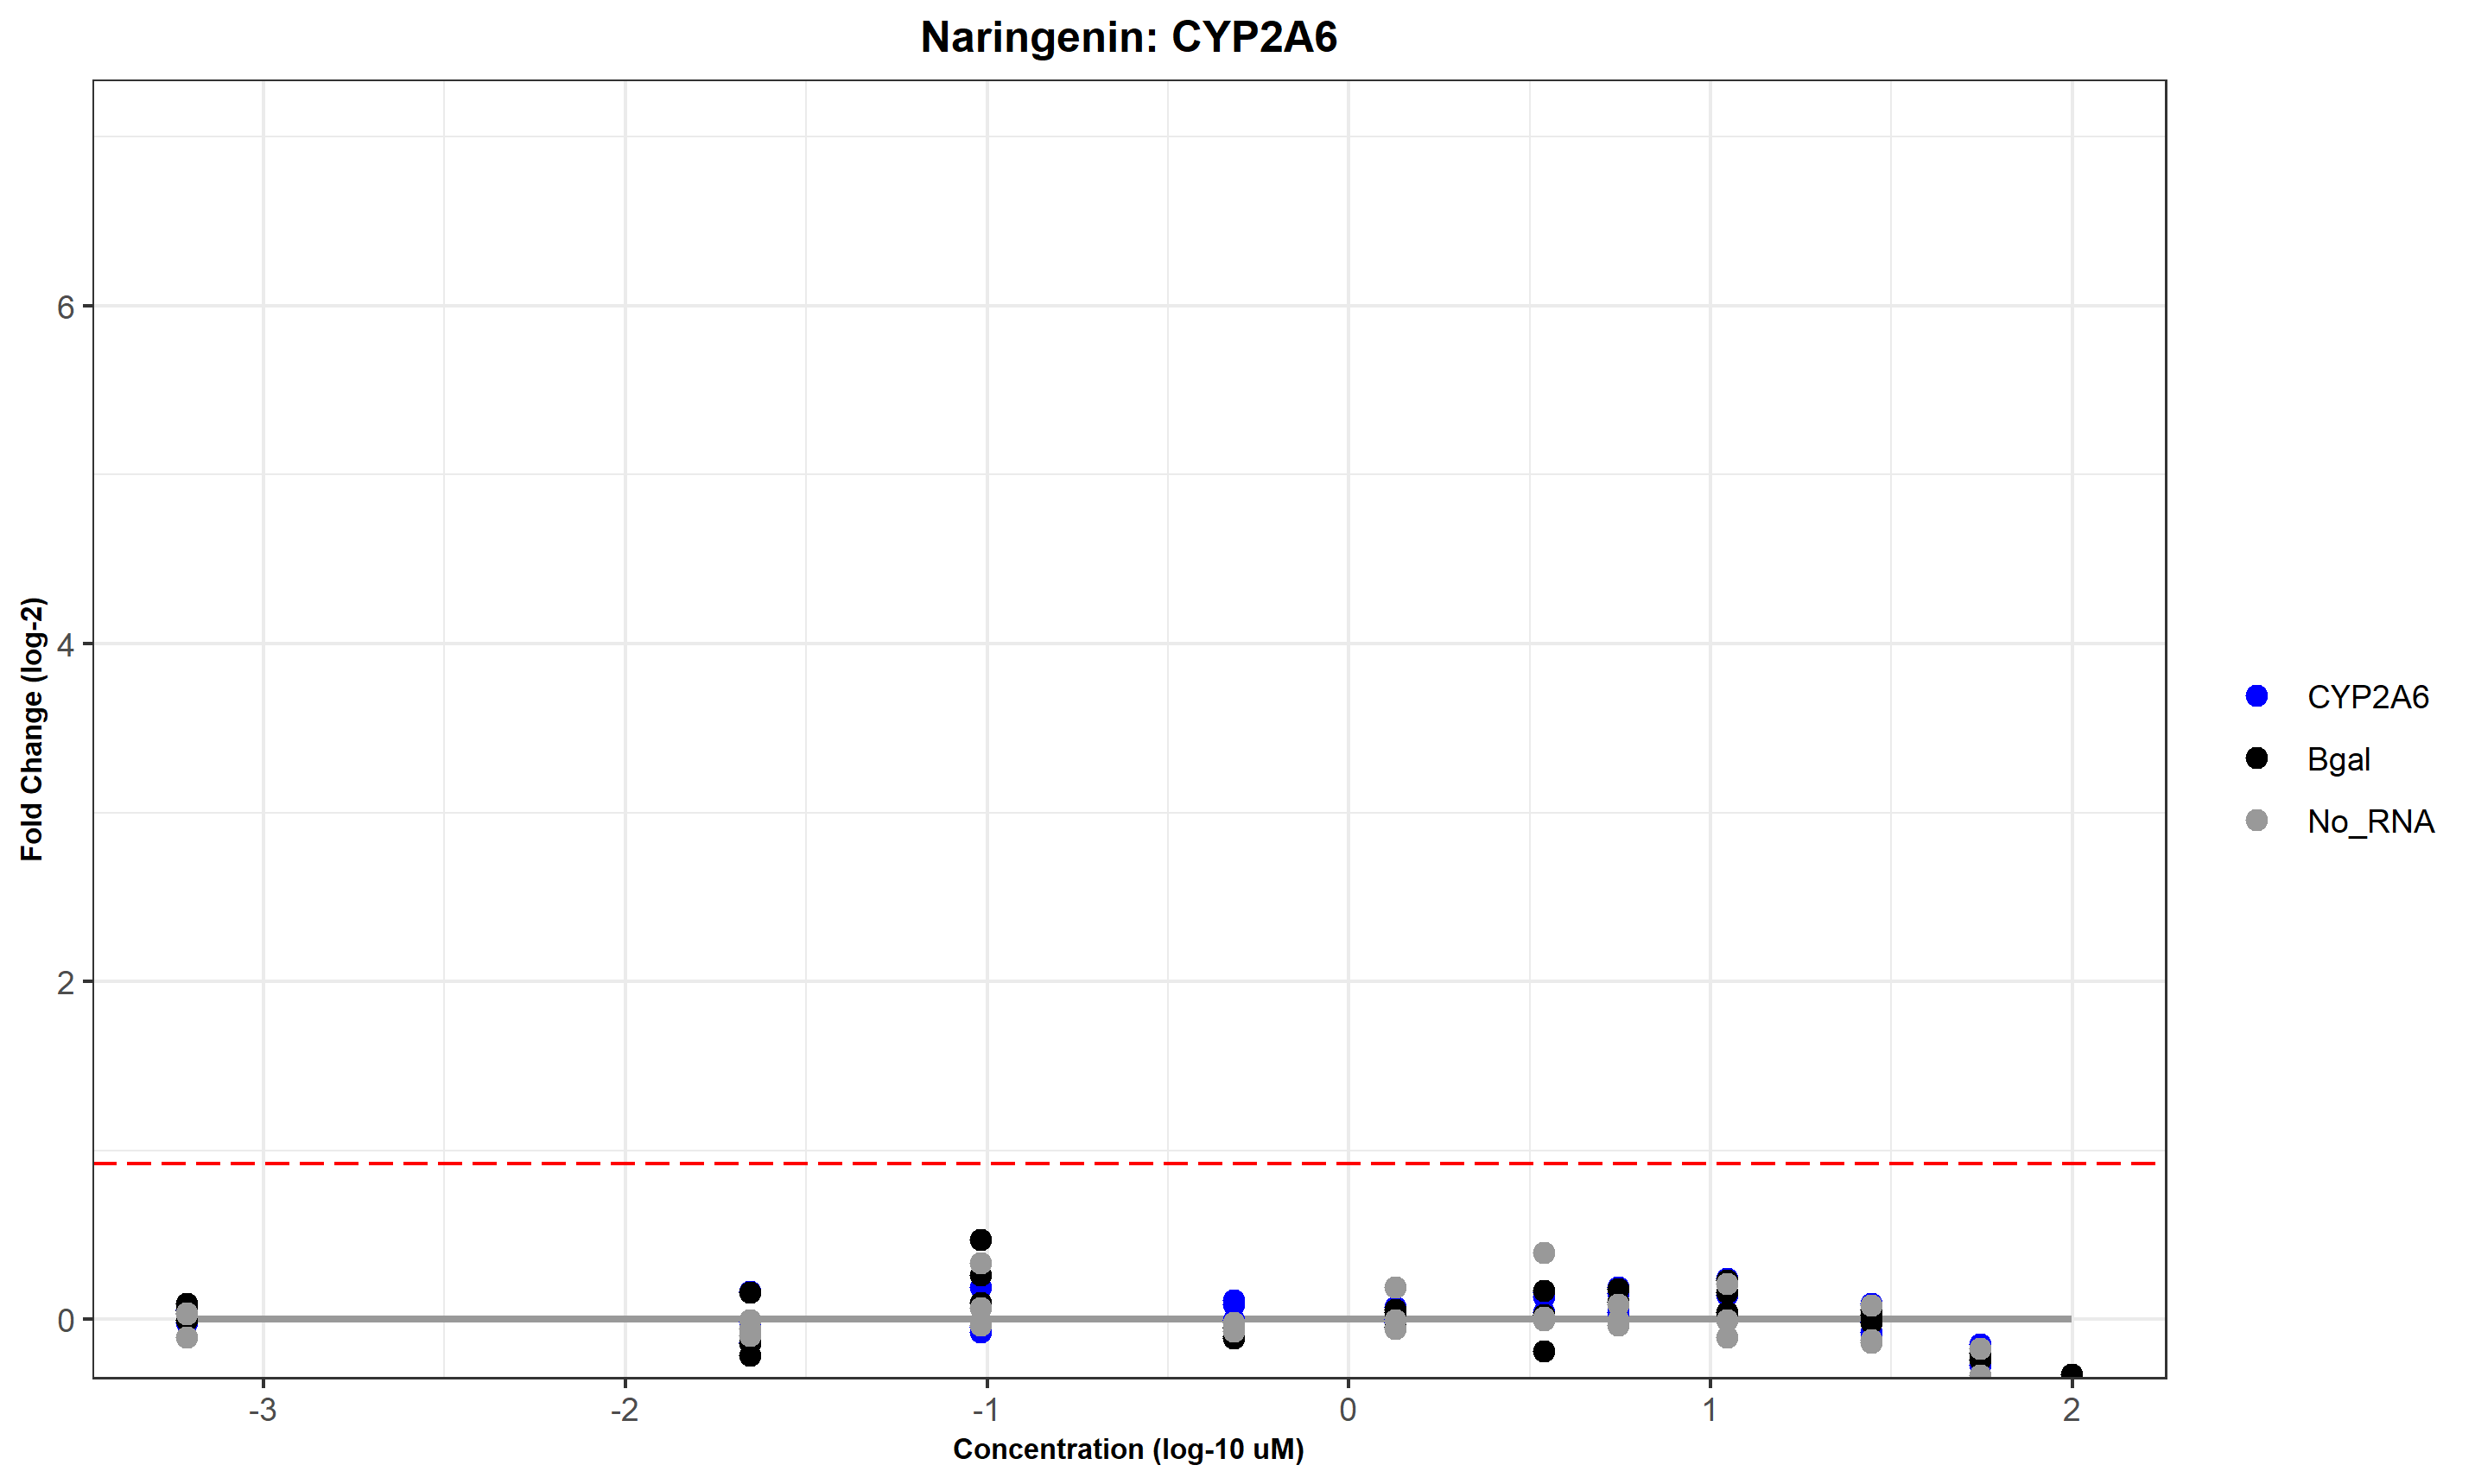 Naringenin: CYP2A6
Fold Change (log-2)
6
4
2
0
-3
-2
-1
0
1
2
Concentration (log-10 uM)
CYP2A6
Bgal
No_RNA